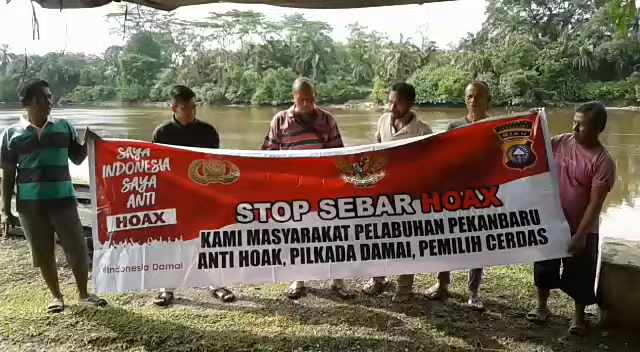 SAYA
INDONESIA
SAYA
ANTI
HOAX
#Indonesia Damai
STOP SEBAR HOAX
KAMI MASYARAKAT PELABUHAN PEKANBARU
ANTI HOAK, PILKADA DAMAI, PEMILIH CERDAS
RIAU